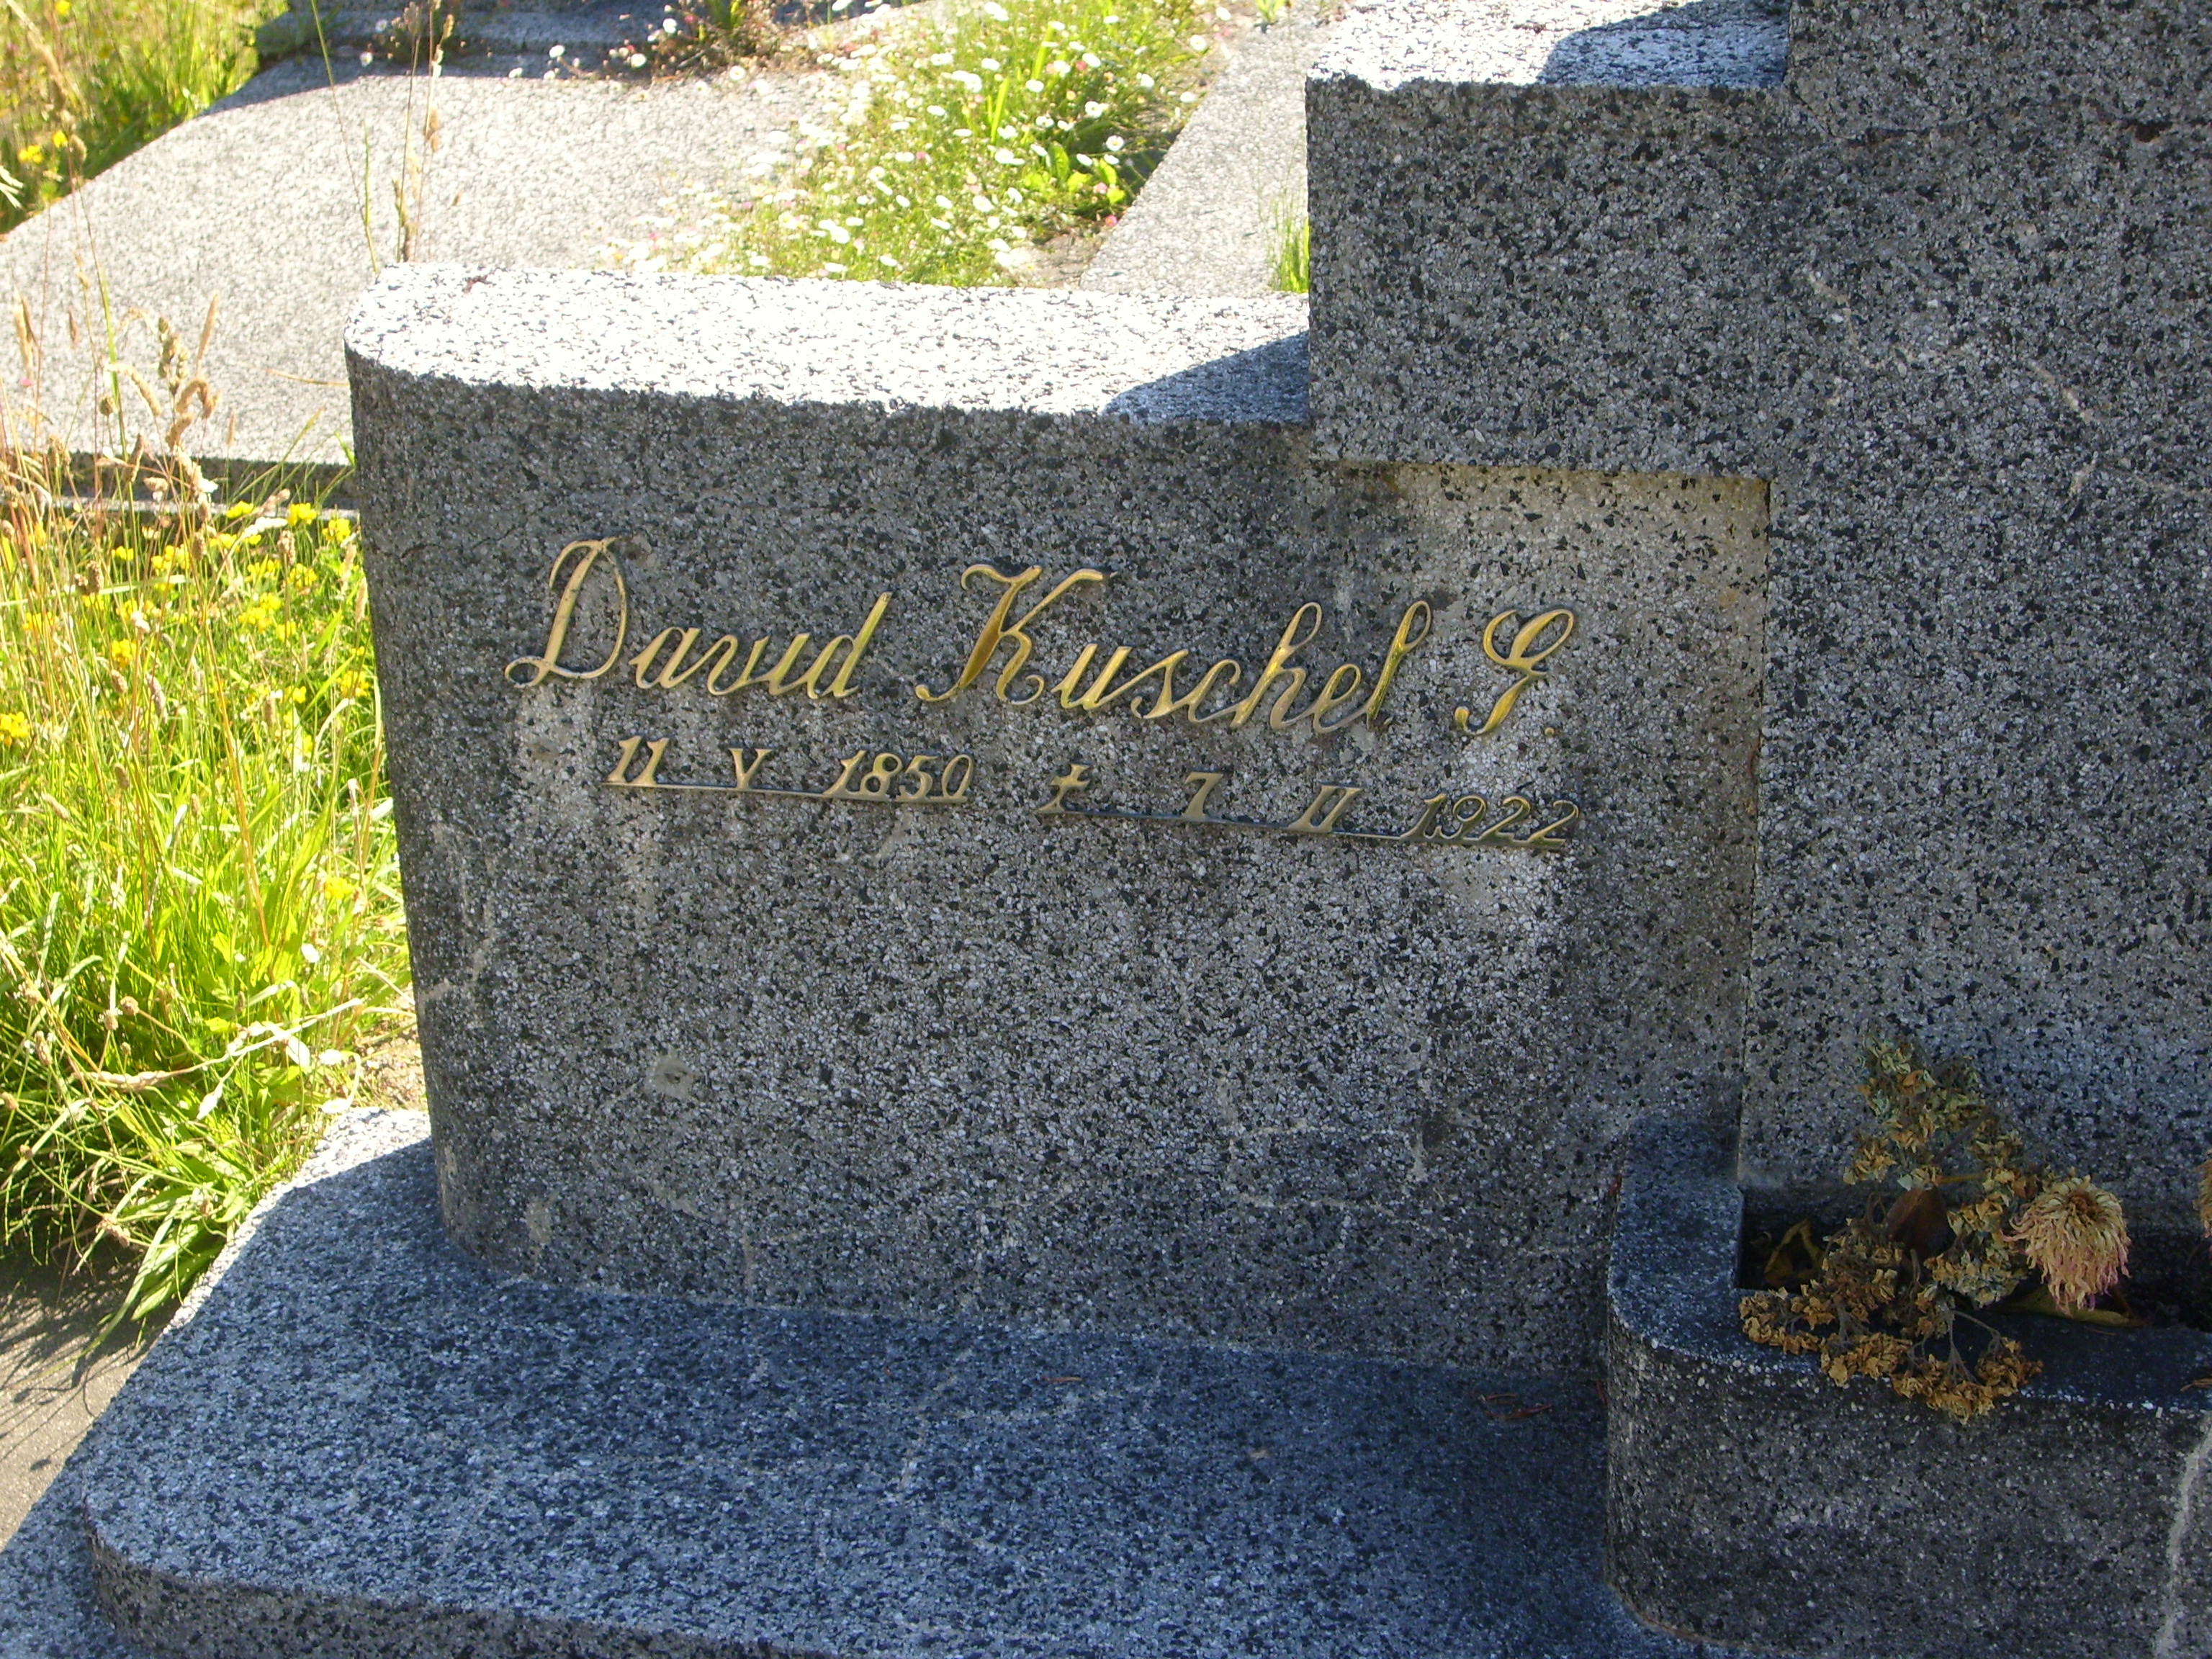 David Kuschel G.
11 V 1850 † 7 II 1922